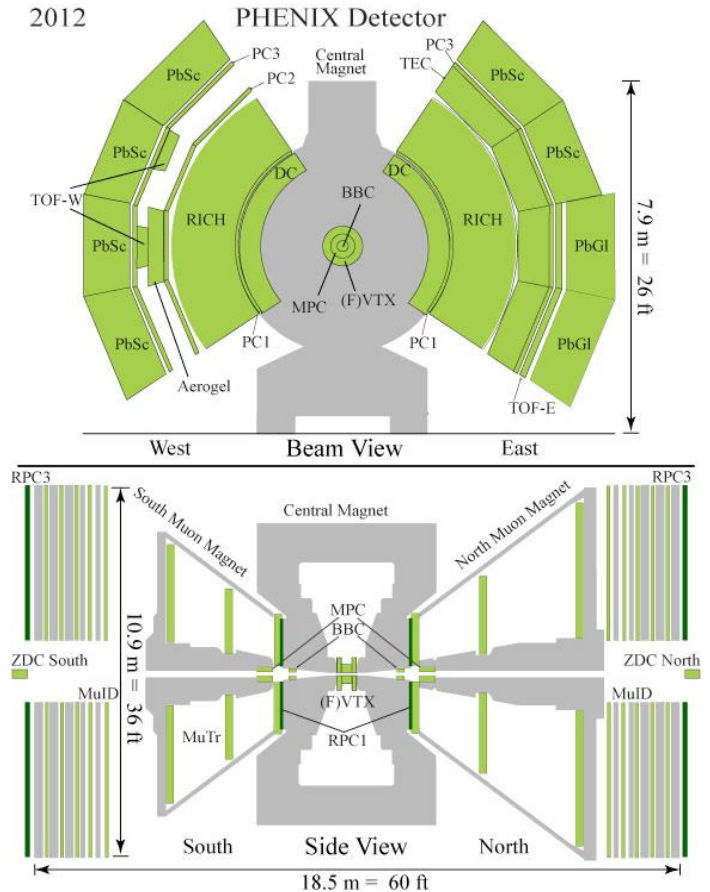 2012
PHENIX Detector
Central
Magnet
PC3
PbSc
PC2
TEC
PC3
PbSc
PbSc
DC
DC
PbSc
TOF-W
RICH
BBC
RICH
PbSc
PbGl
MPC
(F)VTX
PbSc
PC1
PC1
PbGl
Aerogel
TOF-E
7.9 m = 26 ft
West
Beam View
East
RPC3
South Muon Magnet
Central Magnet
North Muon Magnet
RPC3
10.9 m = 36 ft
MPC
BBC
ZDC South
ZDC North
MuID
(F)VTX
MuID
MuTr
RPC1
South
Side View
North
18.5 m = 60 ft